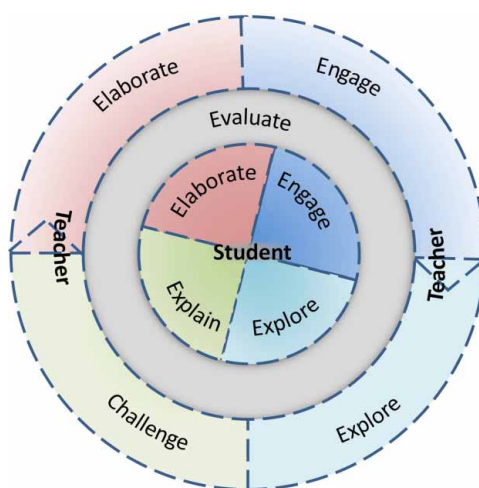 Elaborate
Engage
Evaluate
Elaborate
Engage
Teacher
Student
Teacher
Explain
Explore
Challenge
Explore